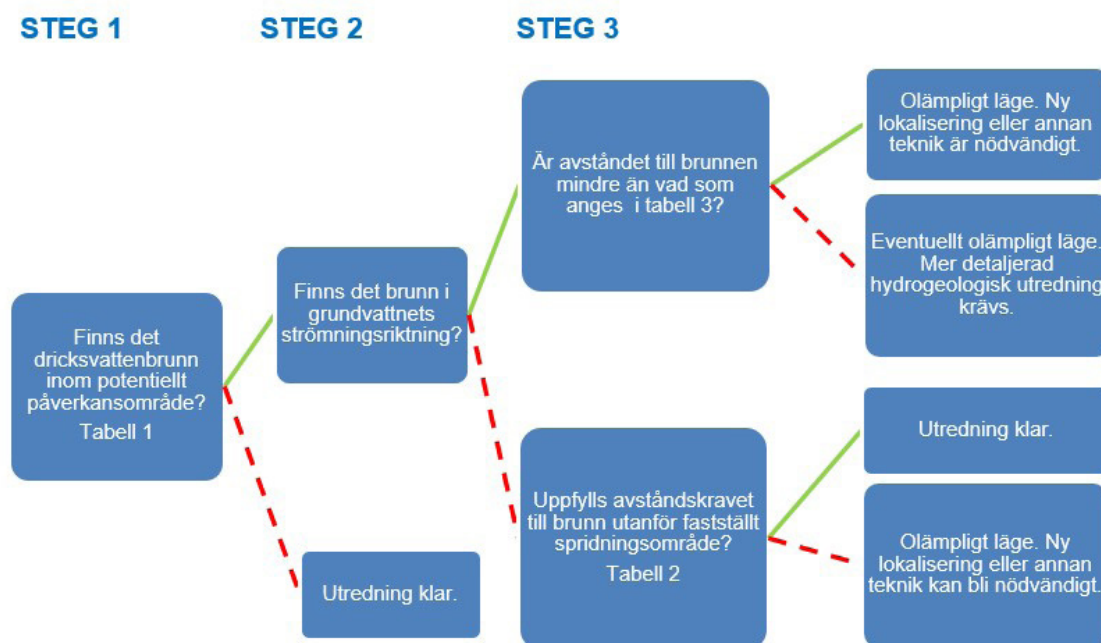 STEG 1
STEG 2
STEG 3
Finns det
dricksvattenbrunn
inom potentiellt
påverkansområde?
Tabell 1
Finns det brunn i
grundvattnets
strömningsriktning?
Utredning klar.
Är avståndet till brunnen
mindre än vad som
anges i tabell 3?
Uppfylls avståndskravet
till brunn utanför fastställt
spridningsområde?
Tabell 2
Olämpligt läge. Ny
lokalisering eller annan
teknik är nödvändigt.
Eventuellt olämpligt läge.
Mer detaljerad
hydrogeologisk utredning
krävs.
Utredning klar.
Olämpligt läge. Ny
lokalisering eller annan
teknik kan bli nödvändigt.